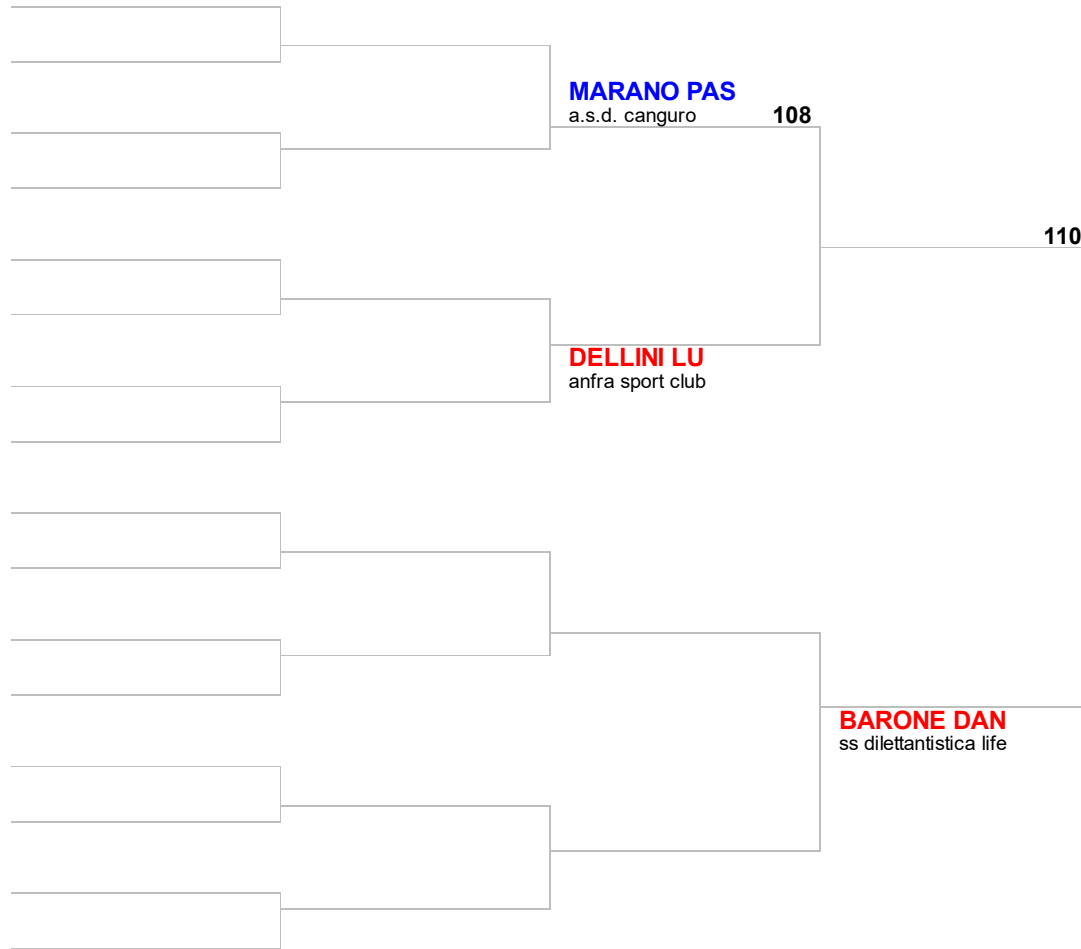 MARANO PAS
a.s.d. canguro 108
110
DELLINI LU
anfra sport club
BARONE DAN
ss dilettantistica life